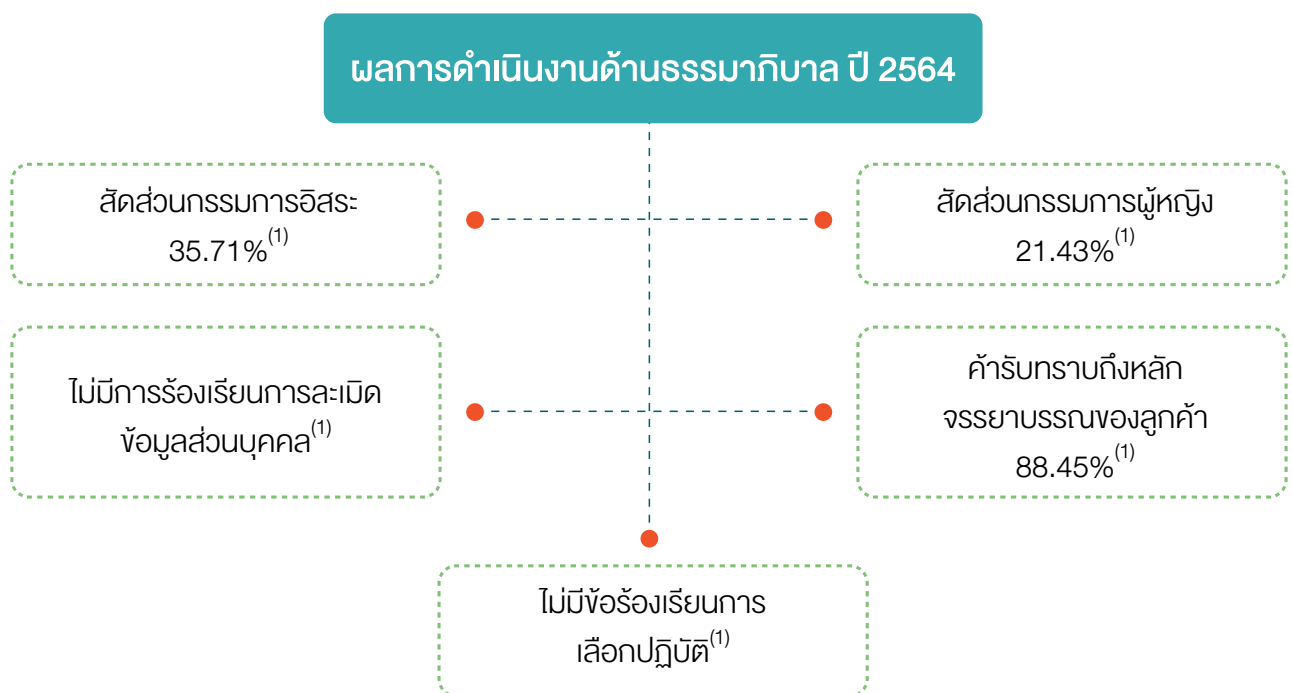 ผลการดำเนินงานด้านธรรมาภิบาล ปี 2564
สัดส่วนกรรมการอิสระ
35.71%(1)
สัดส่วนกรรมการผู้หญิง
21.43%(1)
ไม่มีการร้องเรียนการละเมิด
ข้อมูลส่วนบุคคล(1)
ค้ารับทราบถึงหลัก
จรรยาบรรณของลูกค้า
88.45%(1)
ไม่มีข้อร้องเรียนการ
เลือกปฏิบัติ(1)